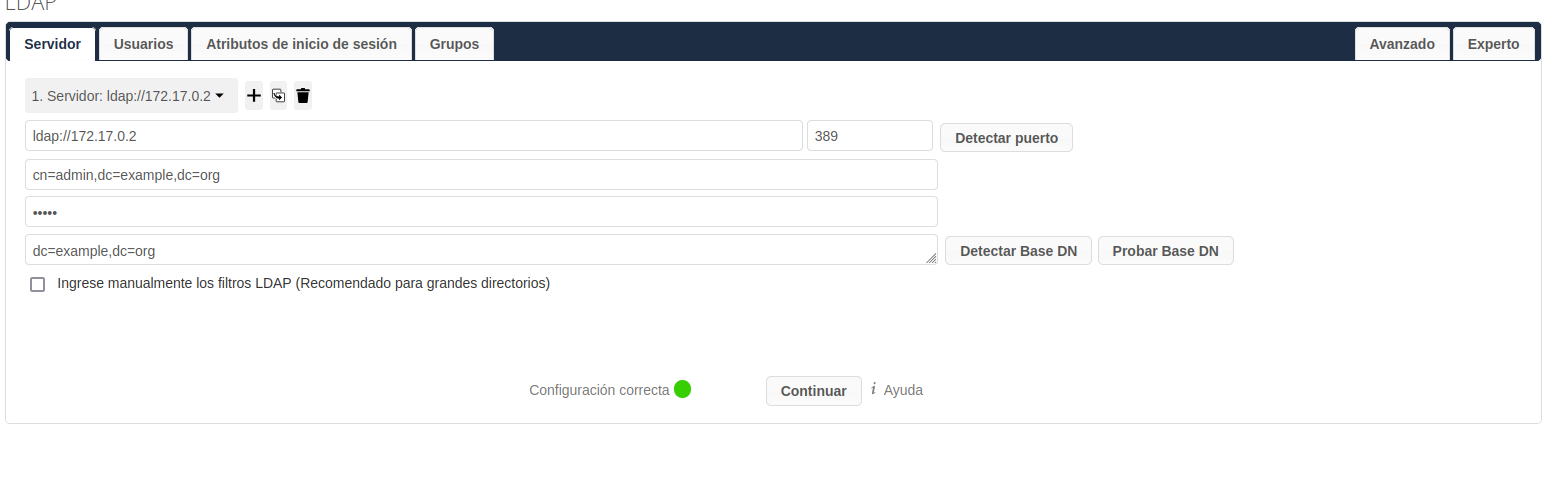 LDAP
Servidor Usuarios Atributos de inicio de sesión Grupos Avanzado Experto
1. Servidor: ldap://172.17.0.2
ldap://172.17.0.2 389 Detectar puerto
cn=admin,dc=example,dc=org
•••••
dc=example,dc=org Detectar Base DN Probar Base DN
Ingrese manualmente los filtros LDAP (Recomendado para grandes directorios)
Configuración correcta Continuar i Ayuda